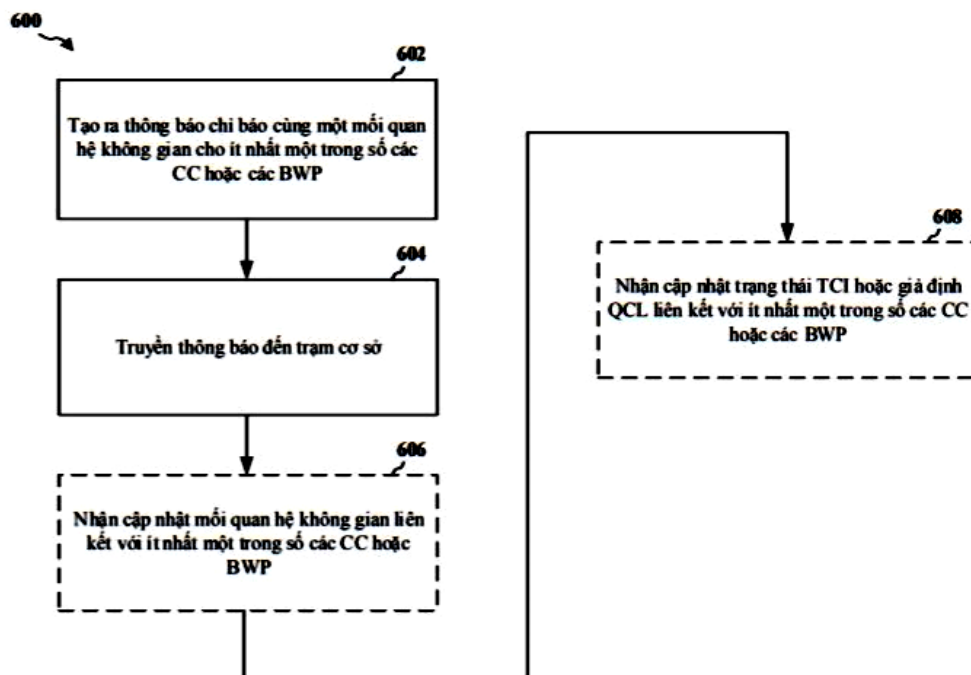 600
602
Tạo ra thông báo chỉ báo cùng một mối quan
hệ không gian cho ít nhất một trong số các
CC hoặc các BWP
604
Truyền thông báo đến trạm cơ sở
606
Nhận cập nhật mối quan hệ không gian liên
kết với ít nhất một trong số các CC hoặc
BWP
608
Nhận cập nhật trạng thái TCI hoặc giả định
QCL liên kết với ít nhất một trong số các CC
hoặc các BWP